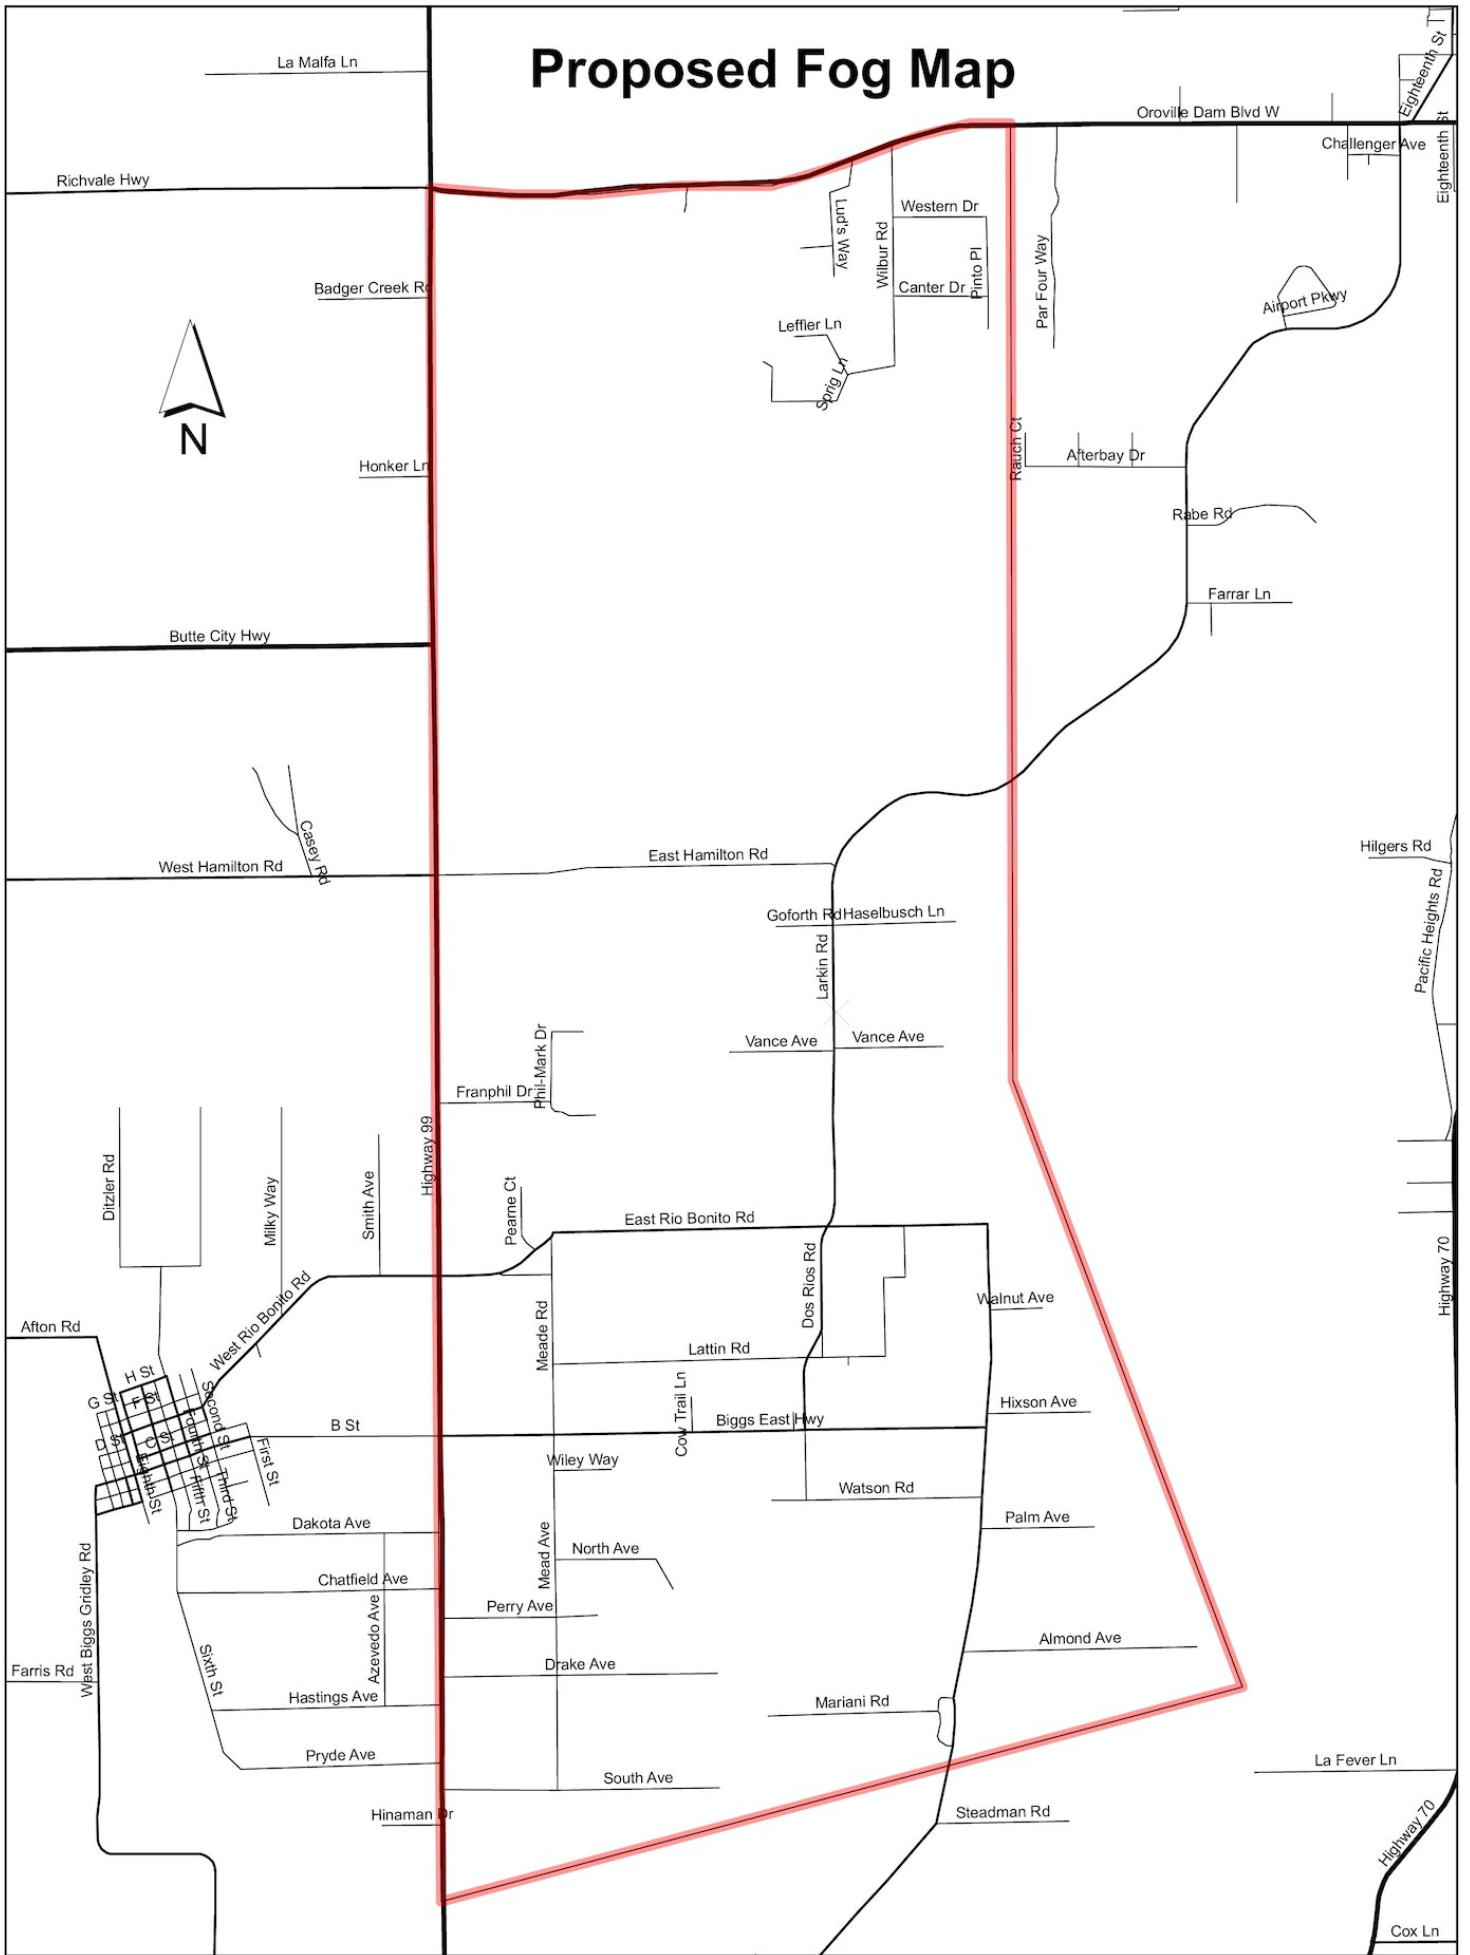 Proposed Fog Map
La Malfa Ln
Eighteenth St
Oroville Dam Blvd W
Challenger Ave
Eighteenth St
Richvale Hwy
Lud's Way
Wilbur Rd
Western Dr
Pinto Pl
Canter Dr
Par Four Way
Badger Creek Rd
Airport Pkwy
Leffler Ln
Sprig Ln
N
Honker Ln
Rauch Ct
Afterbay Dr
Rabe Rd
Farrar Ln
Butte City Hwy
Casey Rd
West Hamilton Rd
East Hamilton Rd
Hilgers Rd
Pacific Heights Rd
Goforth Rd
Haselbusch Ln
Larkin Rd
Vance Ave
Vance Ave
Phil-Mark Dr
Franphil Dr
Highway 99
Ditzler Rd
Milky Way
Smith Ave
Pearne Ct
East Rio Bonito Rd
Dos Rios Rd
Highway 70
Walnut Ave
West Rio Bonito Rd
Afton Rd
Meade Rd
Lattin Rd
H St
G St
F St
Second St
Cow Trail Ln
Hixson Ave
Biggs East Hwy
B St
D St
C St
Fourth St
First St
Eighth St
Fifth St
Third St
Wiley Way
Watson Rd
Dakota Ave
Palm Ave
Mead Ave
North Ave
West Biggs Gridley Rd
Chatfield Ave
Azevedo Ave
Perry Ave
Sixth St
Almond Ave
Farris Rd
Drake Ave
Hastings Ave
Mariani Rd
Pryde Ave
La Fever Ln
South Ave
Hinaman Dr
Steadman Rd
Highway 70
Cox Ln